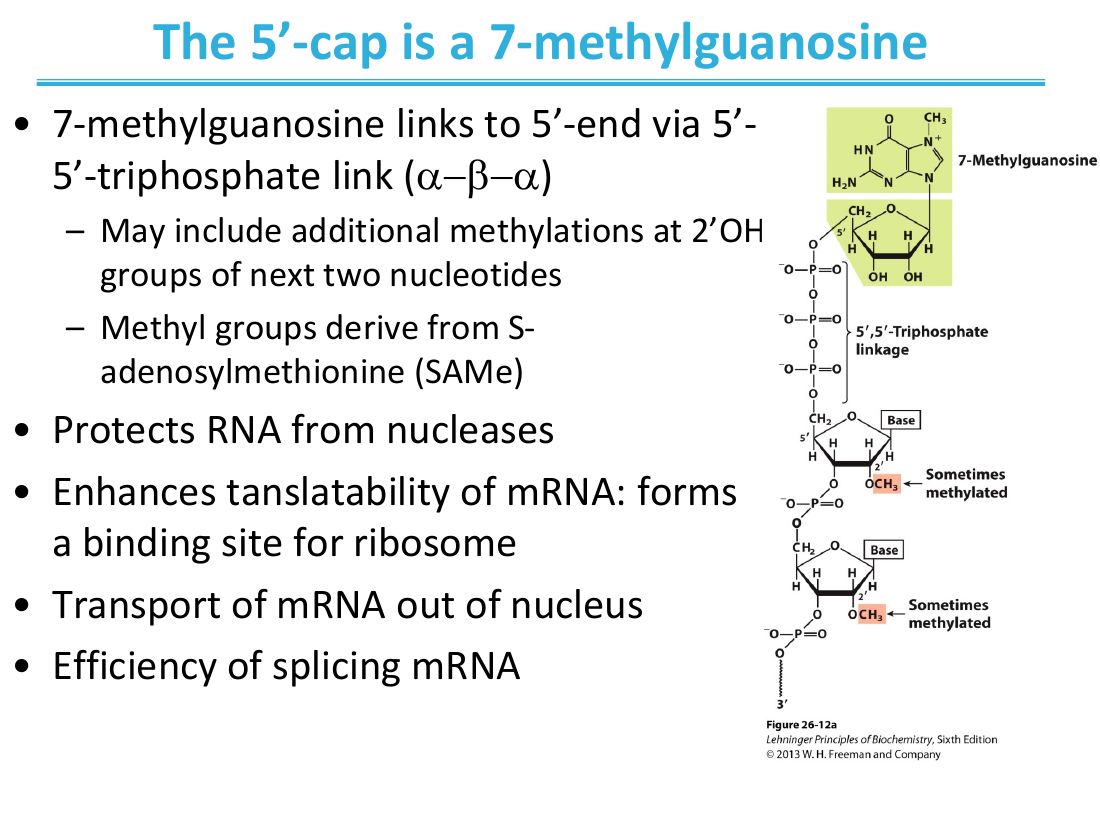 The 5’-cap is a 7-methylguanosine
• 7-methylguanosine links to 5’-end via 5’-
5’-triphosphate link (α–β–α)
– May include additional methylations at 2’OH
groups of next two nucleotides
– Methyl groups derive from S-
adenosylmethionine (SAMe)
• Protects RNA from nucleases
• Enhances tanslatability of mRNA: forms
a binding site for ribosome
• Transport of mRNA out of nucleus
• Efficiency of splicing mRNA
O
CH₃
HN
N⁺
7-Methylguanosine
H₂N
N
N
CH₂
O
5′
H
H
H
H
O
OH
OH
⁻O–P=O
O
⁻O–P=O
5′,5′-Triphosphate
O
linkage
⁻O–P=O
O
CH₂
O
Base
5′
H
H
H
H
2′
O
OCH₃
Sometimes
methylated
⁻O–P=O
O
CH₂
O
Base
H
H
H
H
2′
O
OCH₃
Sometimes
methylated
⁻O–P=O
O
3′
Figure 26-12a
Lehninger Principles of Biochemistry, Sixth Edition
© 2013 W. H. Freeman and Company